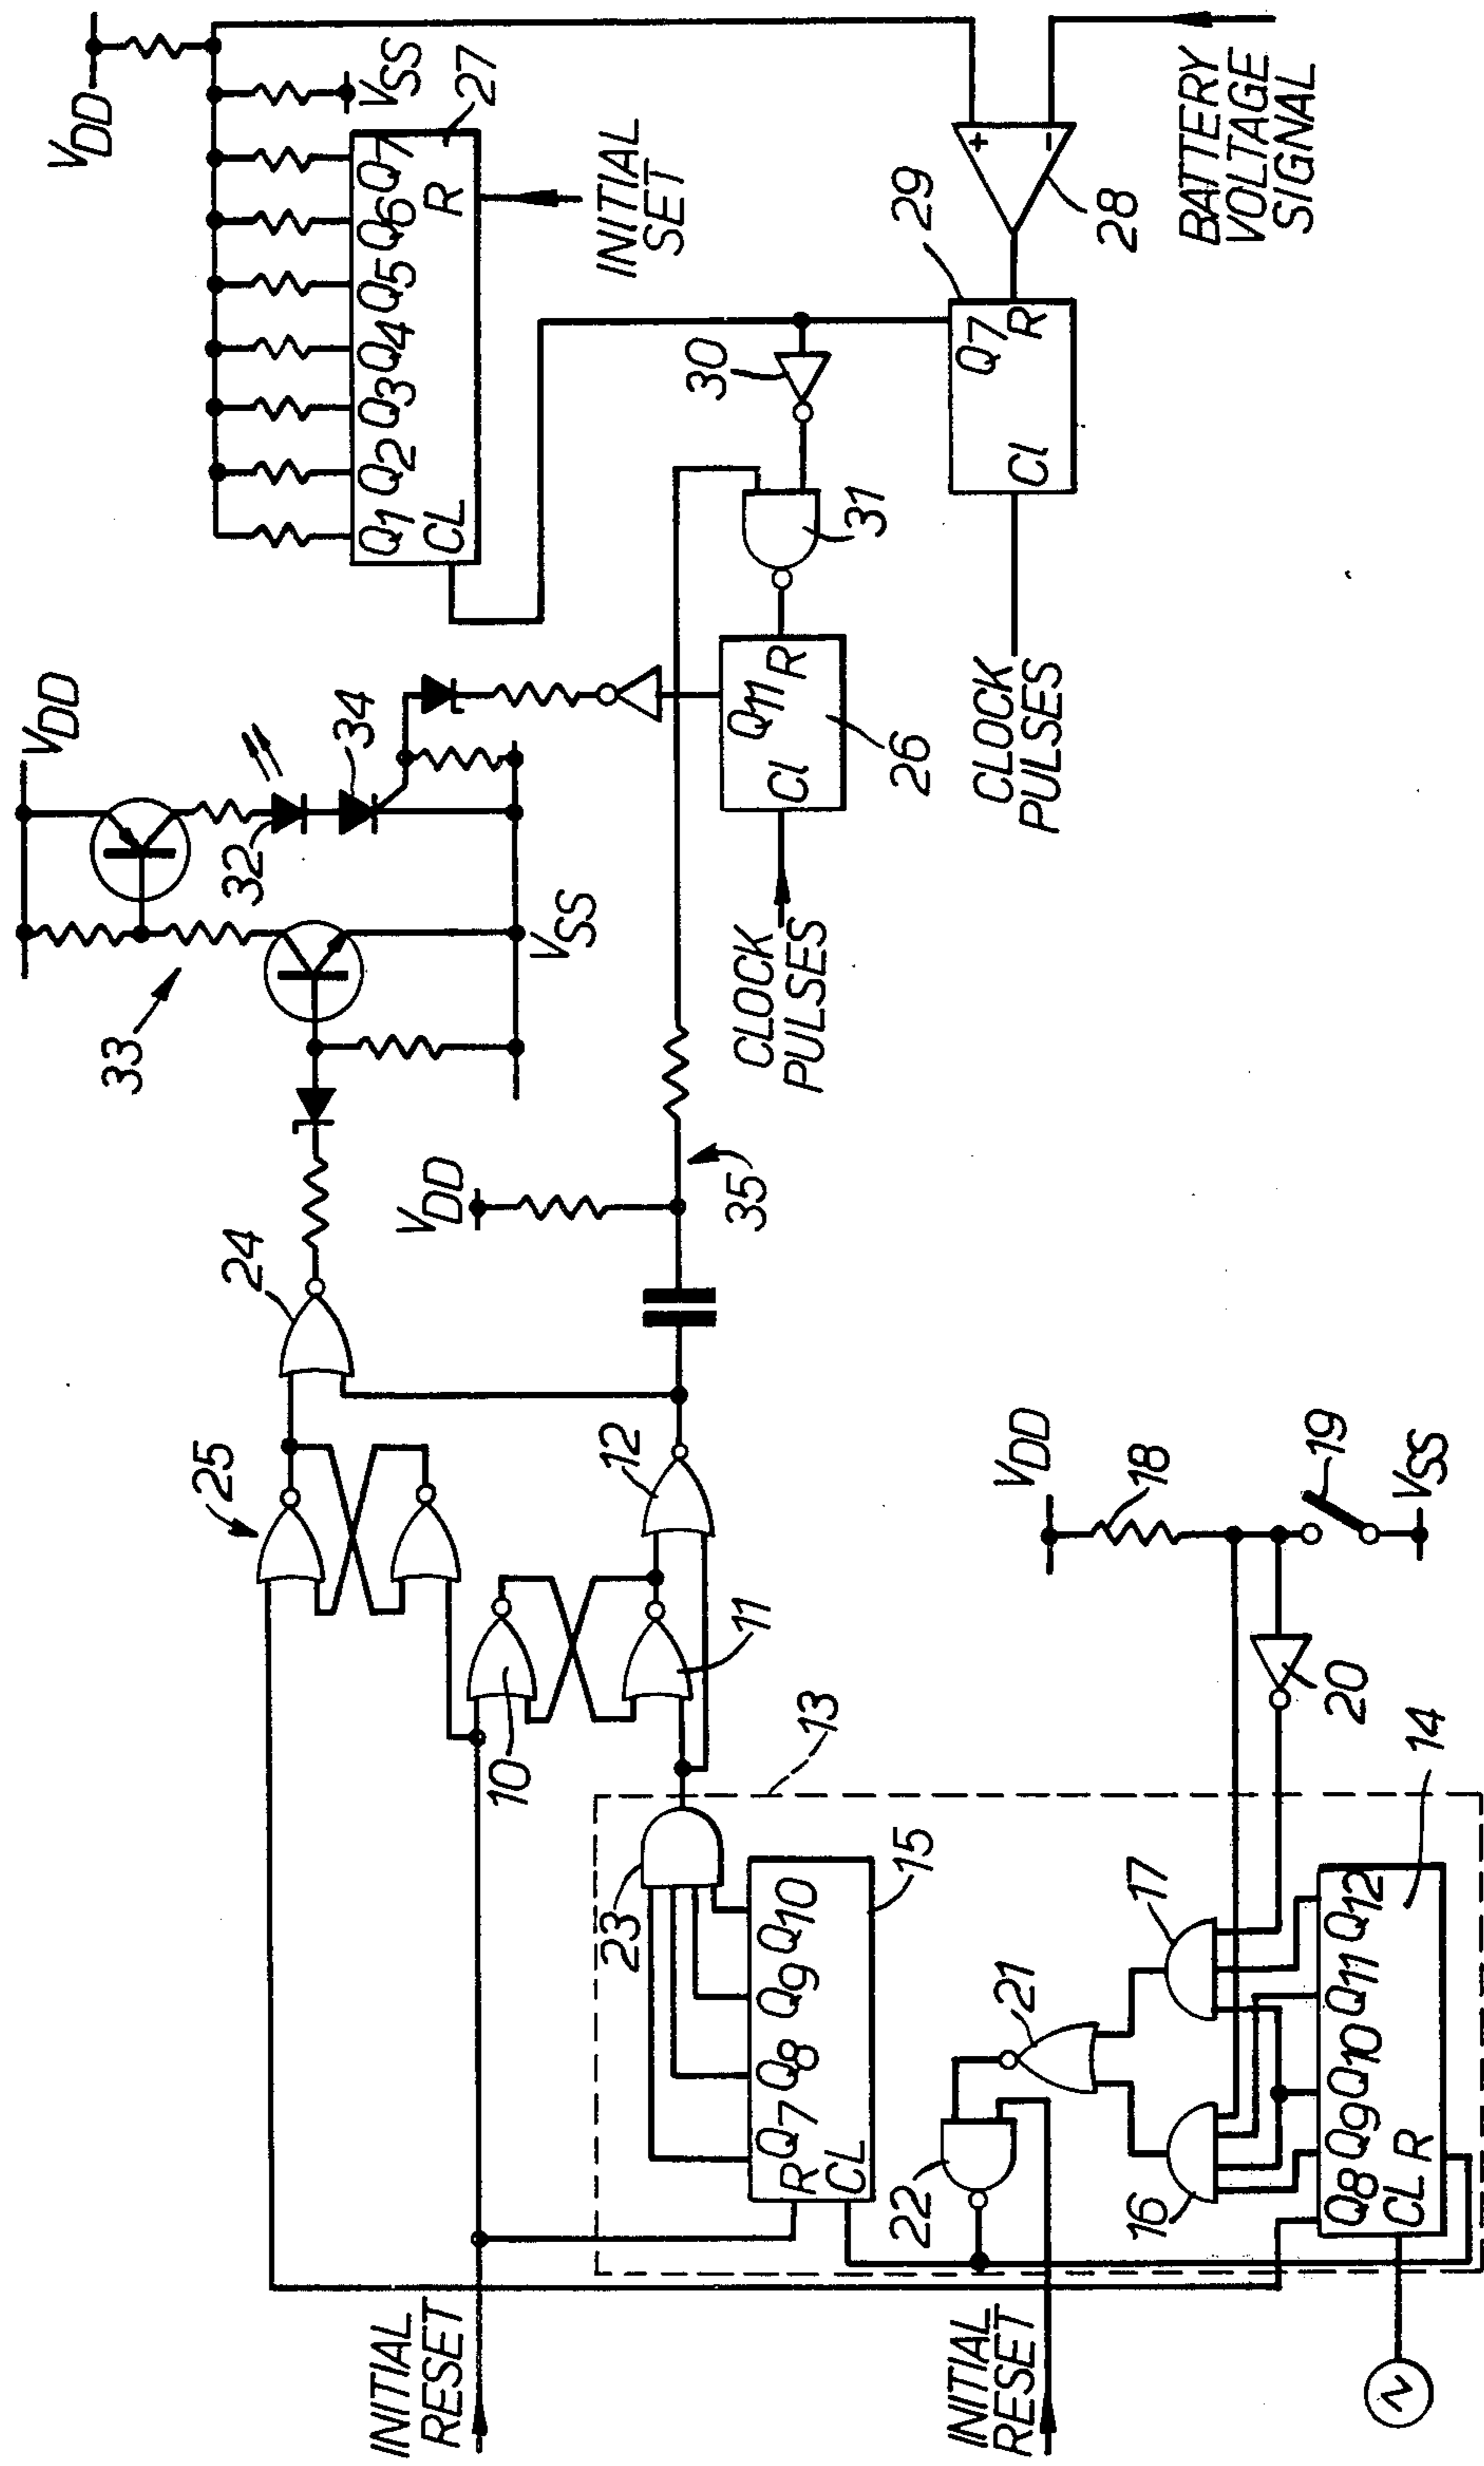 VDD
VSS
Q1 Q2 Q3 Q4 Q5 Q6 Q7
CL
R
27
INITIAL
SET
VDD
33
32
34
VSS
24
25
VDD
35
12
10
11
30
31
29
Q7
R
Cl
28
BATTERY
VOLTAGE
SIGNAL
Q11
R
Cl
26
CLOCK
PULSES
CLOCK
PULSES
INITIAL
RESET
13
23
Q7 Q8 Q9 Q10
R
CL
15
22
21
16
17
INITIAL
RESET
Q8 Q9 Q10 Q11 Q12
CL R
14
20
VDD
18
19
VSS
+
−